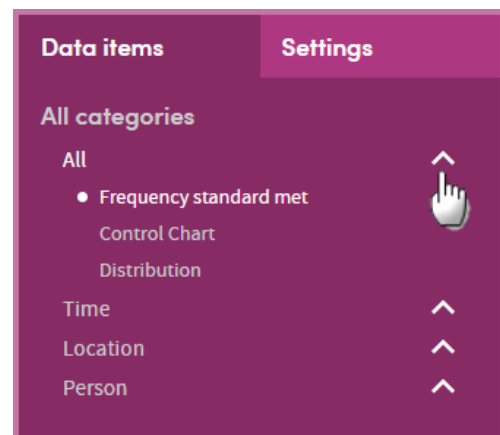 Data items Settings
All categories
All
Frequency standard met
Control Chart
Distribution
Time
Location
Person